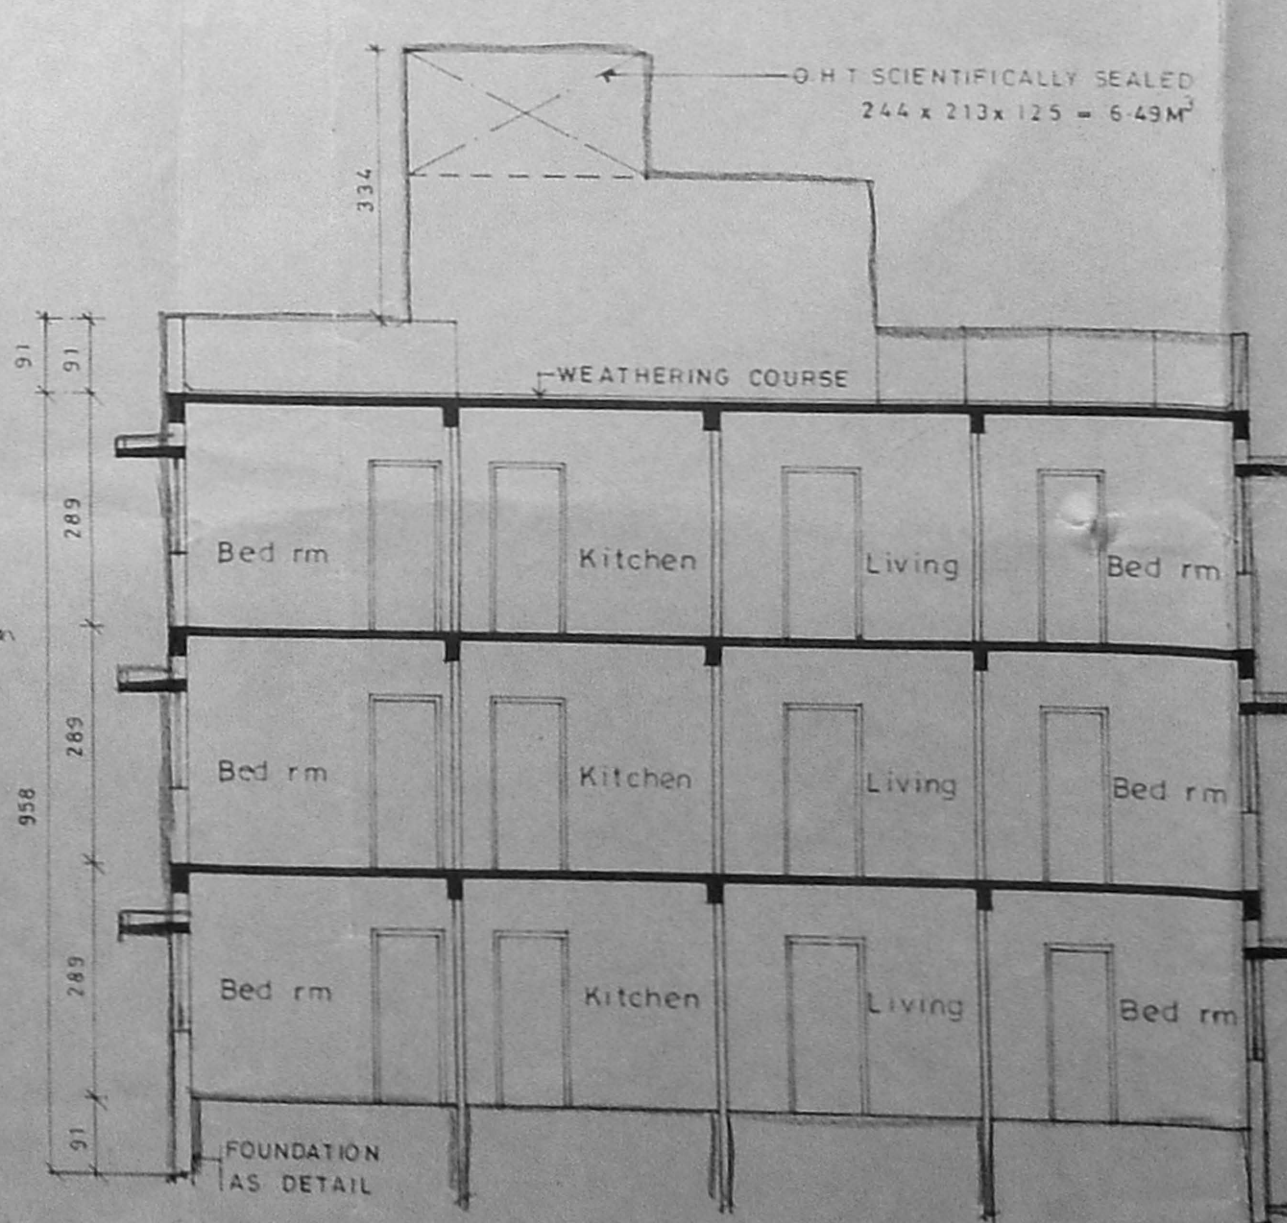 O.H.T SCIENTIFICALLY SEALED
244 x 213 x 125 = 6.49M³
334
91
91
WEATHERING COURSE
289
Bed rm
Kitchen
Living
Bed rm
289
Bed rm
Kitchen
Living
Bed rm
958
289
Bed rm
Kitchen
Living
Bed rm
91
FOUNDATION
AS DETAIL